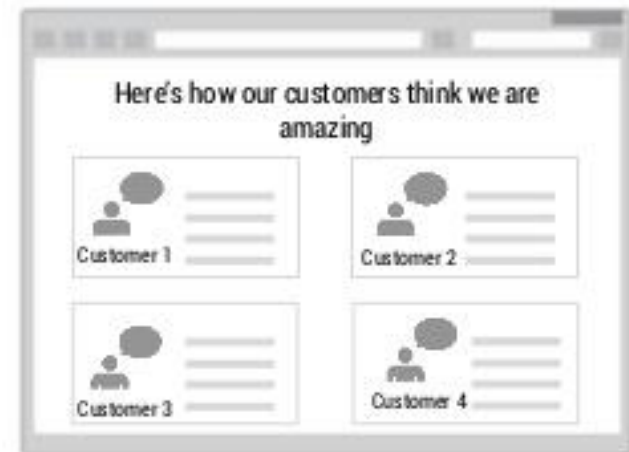 Here's how our customers think we are
amazing
Customer 1
Customer 2
Customer 3
Customer 4